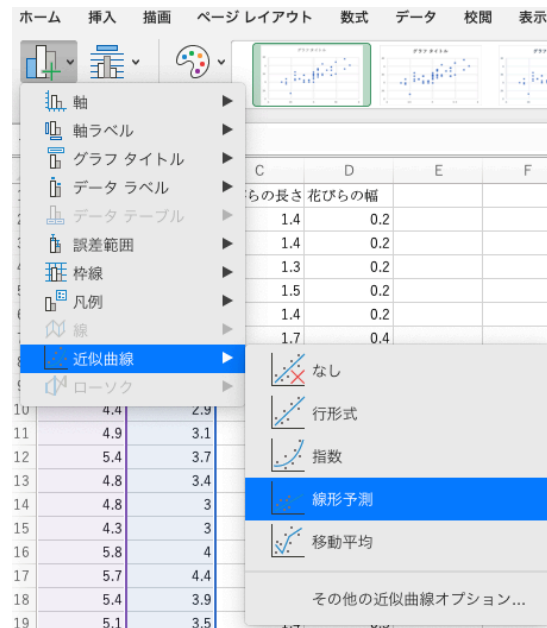 ホーム 挿入 描画 ページ レイアウト 数式 データ 校閲 表示
軸
軸ラベル
グラフ タイトル
データ ラベル
データ テーブル
誤差範囲
枠線
凡例
線
近似曲線
ローソク
C D E F
らの長さ 花びらの幅
1.4 0.2
1.4 0.2
1.3 0.2
1.5 0.2
1.4 0.2
1.7 0.4
なし
行形式
指数
線形予測
移動平均
その他の近似曲線オプション...
10 4.4 2.9
11 4.9 3.1
12 5.4 3.7
13 4.8 3.4
14 4.8 3
15 4.3 3
16 5.8 4
17 5.7 4.4
18 5.4 3.9
19 5.1 3.5